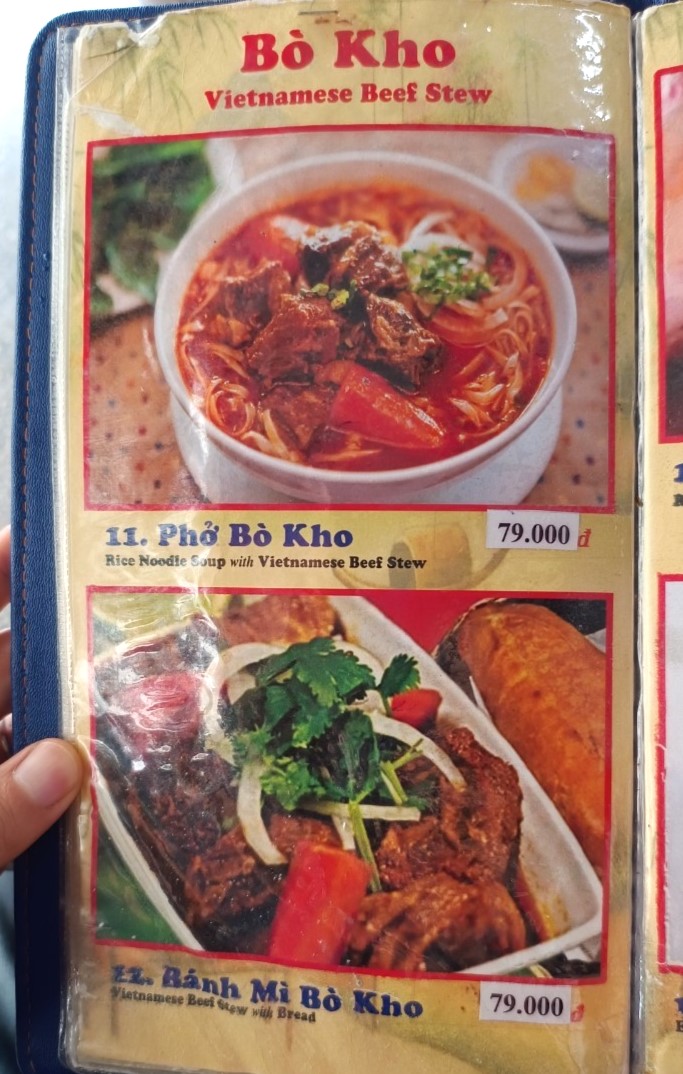 Bò Kho
Vietnamese Beef Stew
11. Phở Bò Kho
79.000 đ
Rice Noodle Soup with Vietnamese Beef Stew
12. Bánh Mì Bò Kho
79.000 đ
Vietnamese Beef Stew with Bread